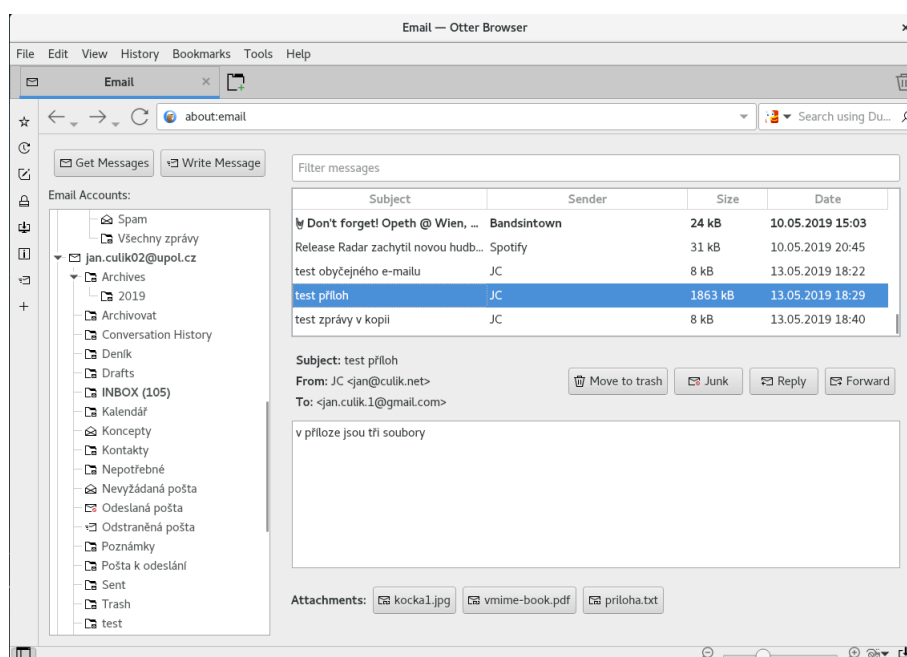 Email — Otter Browser
File Edit View History Bookmarks Tools Help
Email
about:email
Search using Du...
Get Messages Write Message
Filter messages
Email Accounts:
Subject Sender Size Date
Don't forget! Opeth @ Wien, ... Bandsintown 24 kB 10.05.2019 15:03
Release Radar zachytil novou hudb... Spotify 31 kB 10.05.2019 20:45
test obyčejného e-mailu JC 8 kB 13.05.2019 18:22
test příloh JC 1863 kB 13.05.2019 18:29
test zprávy v kopii JC 8 kB 13.05.2019 18:40
Spam
Všechny zprávy
jan.culik02@upol.cz
Archives
2019
Archivovat
Conversation History
Deník
Drafts
INBOX (105)
Kalendář
Koncepty
Kontakty
Nepotřebné
Nevyžádaná pošta
Odeslaná pošta
Odstraněná pošta
Poznámky
Pošta k odeslání
Sent
Trash
test
Subject: test příloh
From: JC <jan@culik.net>
To: <jan.culik.1@gmail.com>
Move to trash Junk Reply Forward
v příloze jsou tři soubory
Attachments: kocka1.jpg vmime-book.pdf priloha.txt